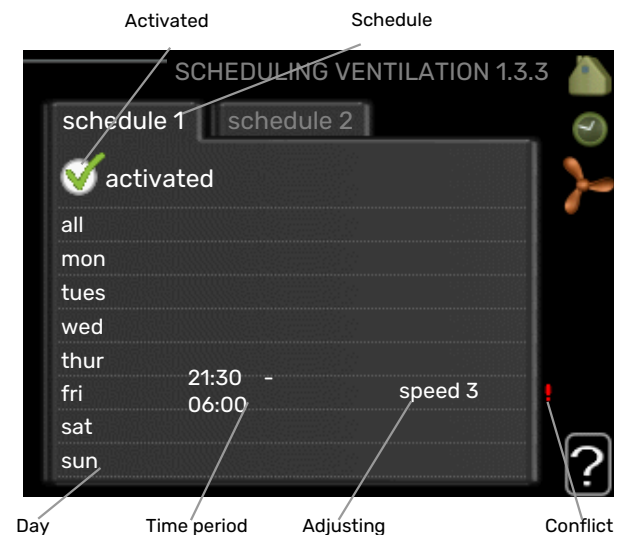 Activated Schedule
SCHEDULING VENTILATION 1.3.3
schedule 1 schedule 2
activated
all
mon
tues
wed
thur
fri 21:30 - speed 3 !
06:00
sat
sun
?
Day Time period Adjusting Conflict